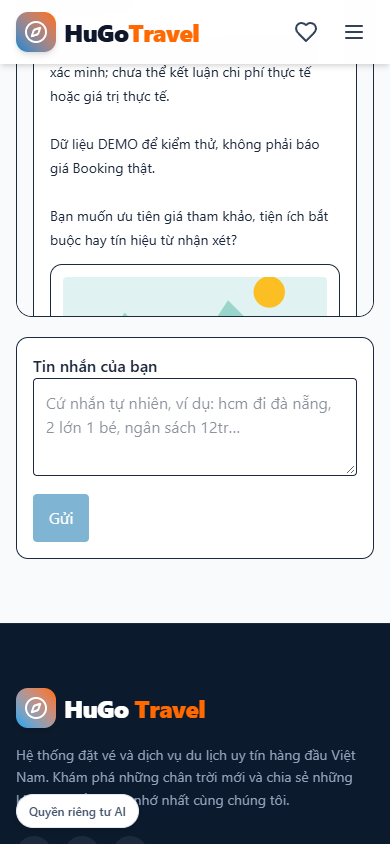 HuGoTravel
xác minh; chưa thể kết luận chi phí thực tế
hoặc giá trị thực tế.
Dữ liệu DEMO để kiểm thử, không phải báo
giá Booking thật.
Bạn muốn ưu tiên giá tham khảo, tiện ích bắt
buộc hay tín hiệu từ nhận xét?
Tin nhắn của bạn
Cứ nhắn tự nhiên, ví dụ: hcm đi đà nẵng,
2 lớn 1 bé, ngân sách 12tr...
Gửi
HuGo Travel
Hệ thống đặt vé và dịch vụ du lịch uy tín hàng đầu Việt
Nam. Khám phá những chân trời mới và chia sẻ những
nhớ nhất cùng chúng tôi.
Quyền riêng tư AI